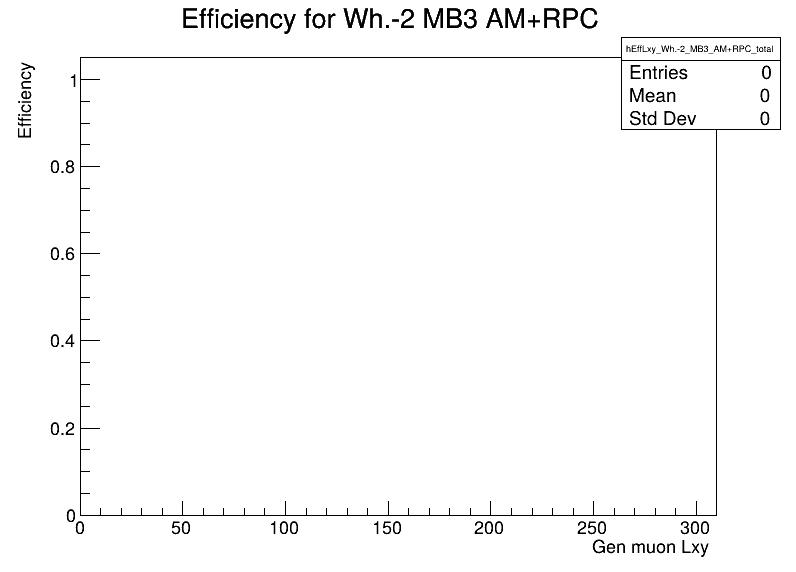 Efficiency for Wh.-2 MB3 AM+RPC
hEffLxy_Wh.-2_MB3_AM+RPC_total
Entries 0
Mean 0
Std Dev 0
Efficiency
1
0.8
0.6
0.4
0.2
0
0 50 100 150 200 250 300
Gen muon Lxy